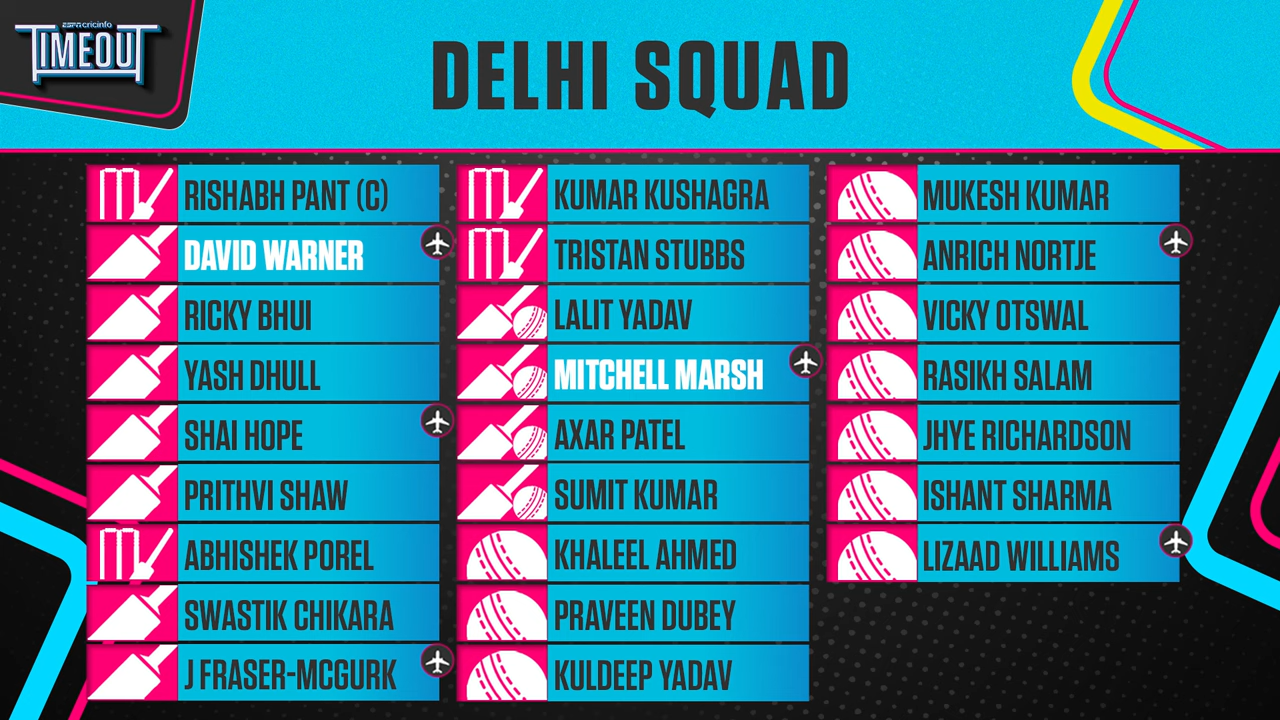 ESPN cricinfo
TIMEOUT
DELHI SQUAD
RISHABH PANT (C)
DAVID WARNER
RICKY BHUI
YASH DHULL
SHAI HOPE
PRITHVI SHAW
ABHISHEK POREL
SWASTIK CHIKARA
J FRASER-MCGURK
KUMAR KUSHAGRA
TRISTAN STUBBS
LALIT YADAV
MITCHELL MARSH
AXAR PATEL
SUMIT KUMAR
KHALEEL AHMED
PRAVEEN DUBEY
KULDEEP YADAV
MUKESH KUMAR
ANRICH NORTJE
VICKY OTSWAL
RASIKH SALAM
JHYE RICHARDSON
ISHANT SHARMA
LIZAAD WILLIAMS